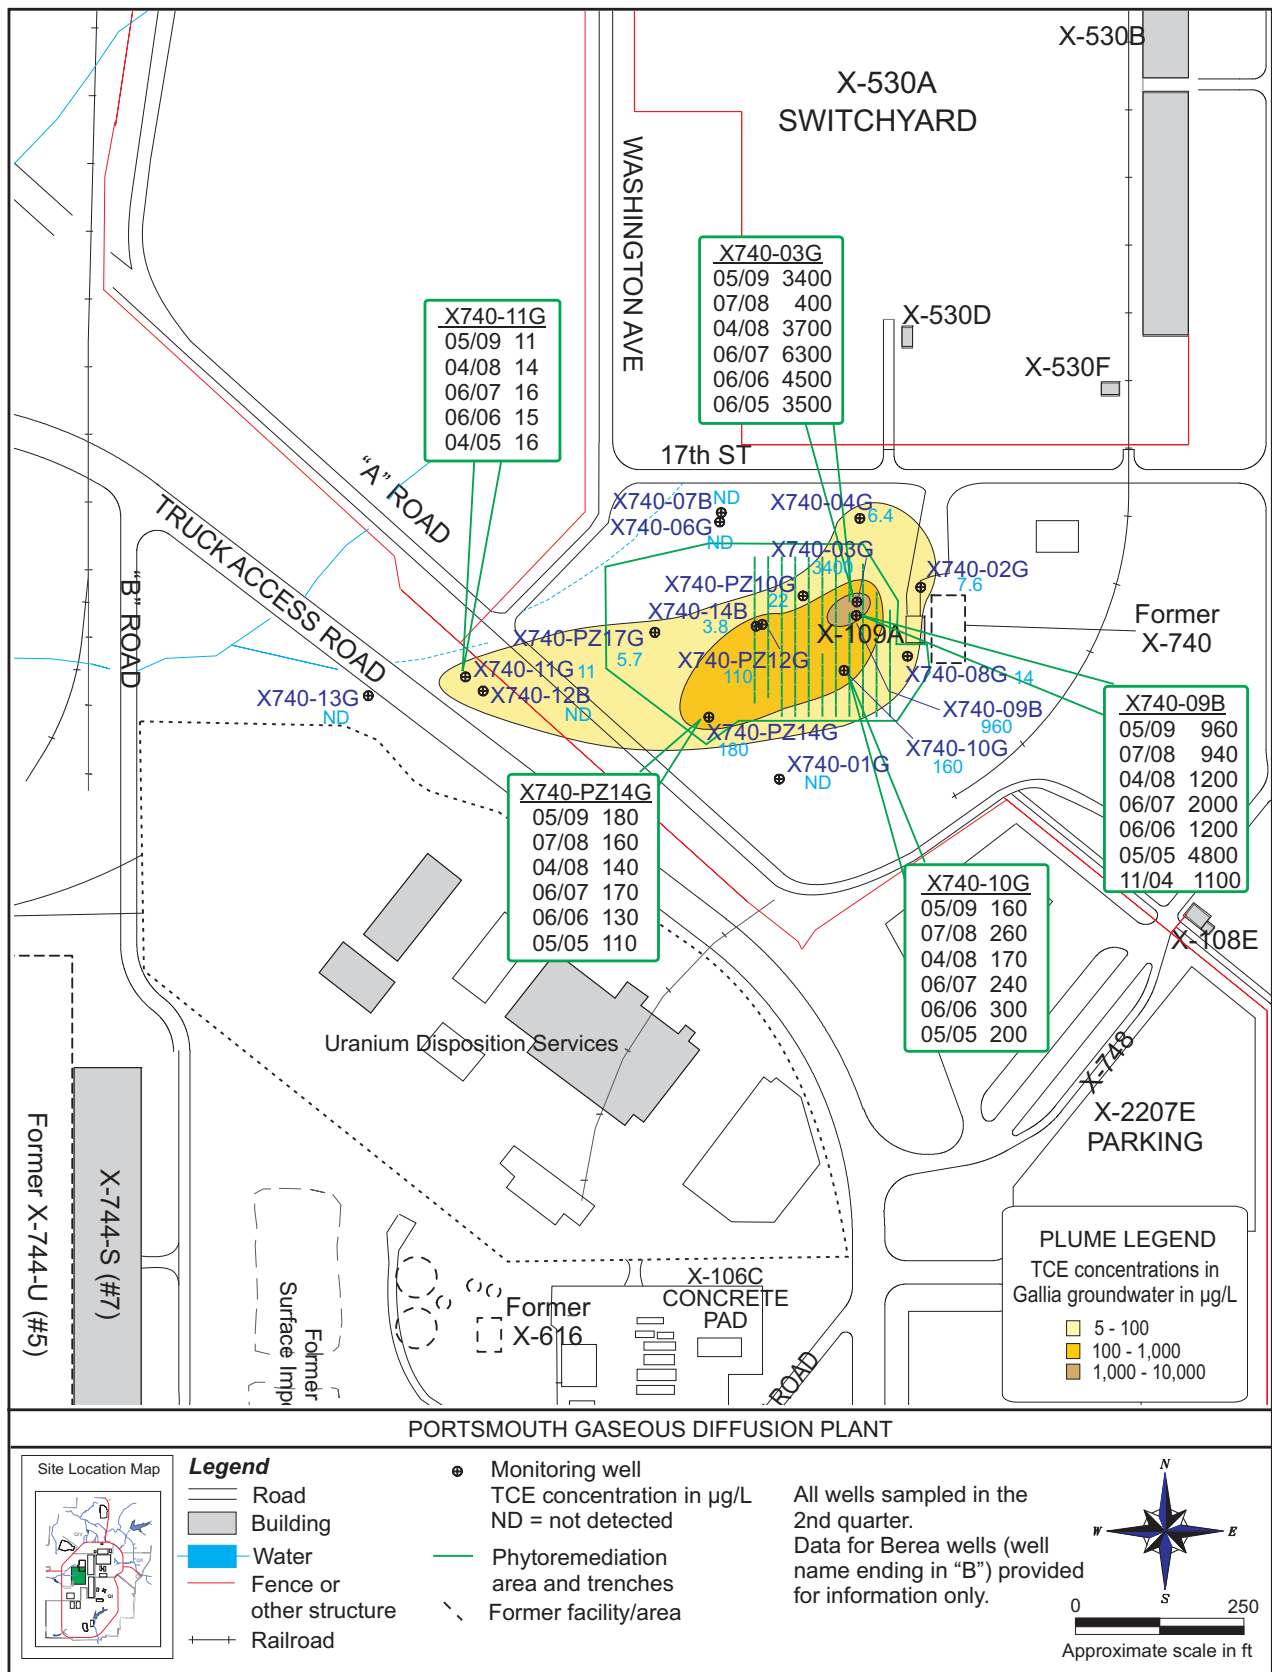 X-530B
X-530A
SWITCHYARD
WASHINGTON AVE
X740-03G
05/09 3400
07/08 400
04/08 3700
06/07 6300
06/06 4500
06/05 3500
X740-11G
05/09 11
04/08 14
06/07 16
06/06 15
04/05 16
X-530D
X-530F
17th ST
"A" ROAD
TRUCK ACCESS ROAD
"B" ROAD
X740-07B ND
X740-06G
ND
X740-04G
6.4
X740-03G
3400
X740-02G
7.6
X740-PZ10G
22
X740-14B
3.8
X740-PZ17G
5.7
X-109A
Former
X-740
X740-PZ12G
110
X740-11G 11
X740-12B
ND
X740-13G
ND
X740-08G 14
X740-09B
960
X740-10G
160
X740-PZ14G
180
X740-01G
ND
X740-09B
05/09 960
07/08 940
04/08 1200
06/07 2000
06/06 1200
05/05 4800
11/04 1100
X740-PZ14G
05/09 180
07/08 160
04/08 140
06/07 170
06/06 130
05/05 110
X740-10G
05/09 160
07/08 260
04/08 170
06/07 240
06/06 300
05/05 200
X-108E
Uranium Disposition Services
X-748
X-2207E
PARKING
Former X-744-U (#5)
X-744-S (#7)
Former
Surface Impo
Former
X-616
X-106C
CONCRETE
PAD
ROAD
PLUME LEGEND
TCE concentrations in
Gallia groundwater in µg/L
5 - 100
100 - 1,000
1,000 - 10,000
PORTSMOUTH GASEOUS DIFFUSION PLANT
Site Location Map
Legend
Road
Building
Water
Fence or
other structure
Railroad
Monitoring well
TCE concentration in µg/L
ND = not detected
Phytoremediation
area and trenches
Former facility/area
All wells sampled in the
2nd quarter.
Data for Berea wells (well
name ending in “B”) provided
for information only.
N
W E
S
0 250
Approximate scale in ft